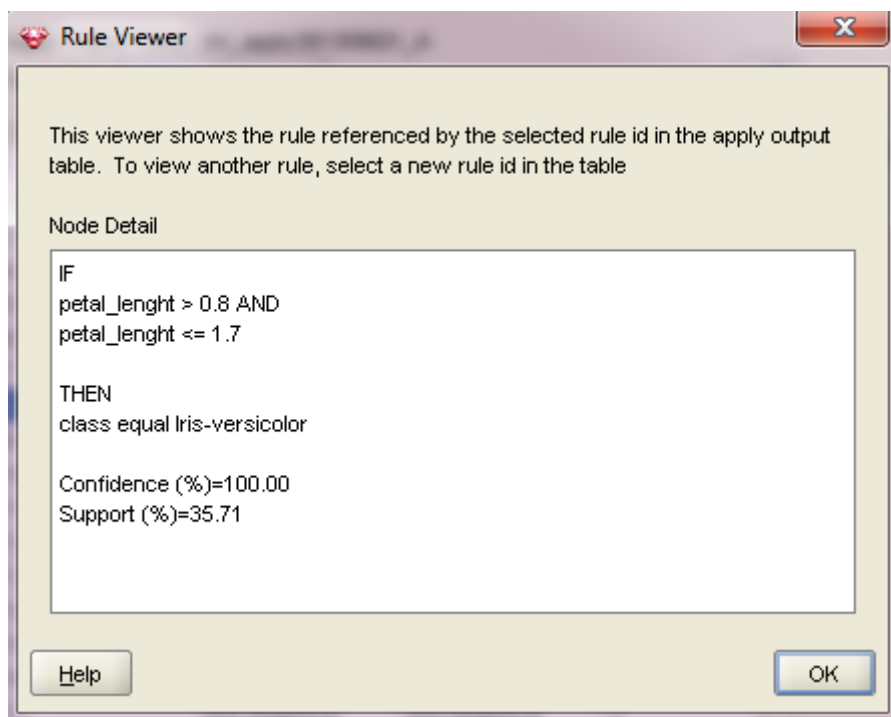 Rule Viewer
This viewer shows the rule referenced by the selected rule id in the apply output
table. To view another rule, select a new rule id in the table
Node Detail
IF
petal_lenght > 0.8 AND
petal_lenght <= 1.7
THEN
class equal Iris-versicolor
Confidence (%)=100.00
Support (%)=35.71
Help
OK